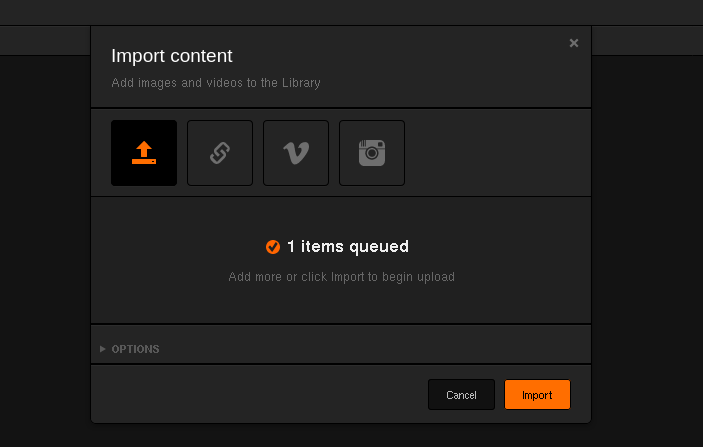 Import content
Add images and videos to the Library
1 items queued
Add more or click Import to begin upload
OPTIONS
Cancel
Import